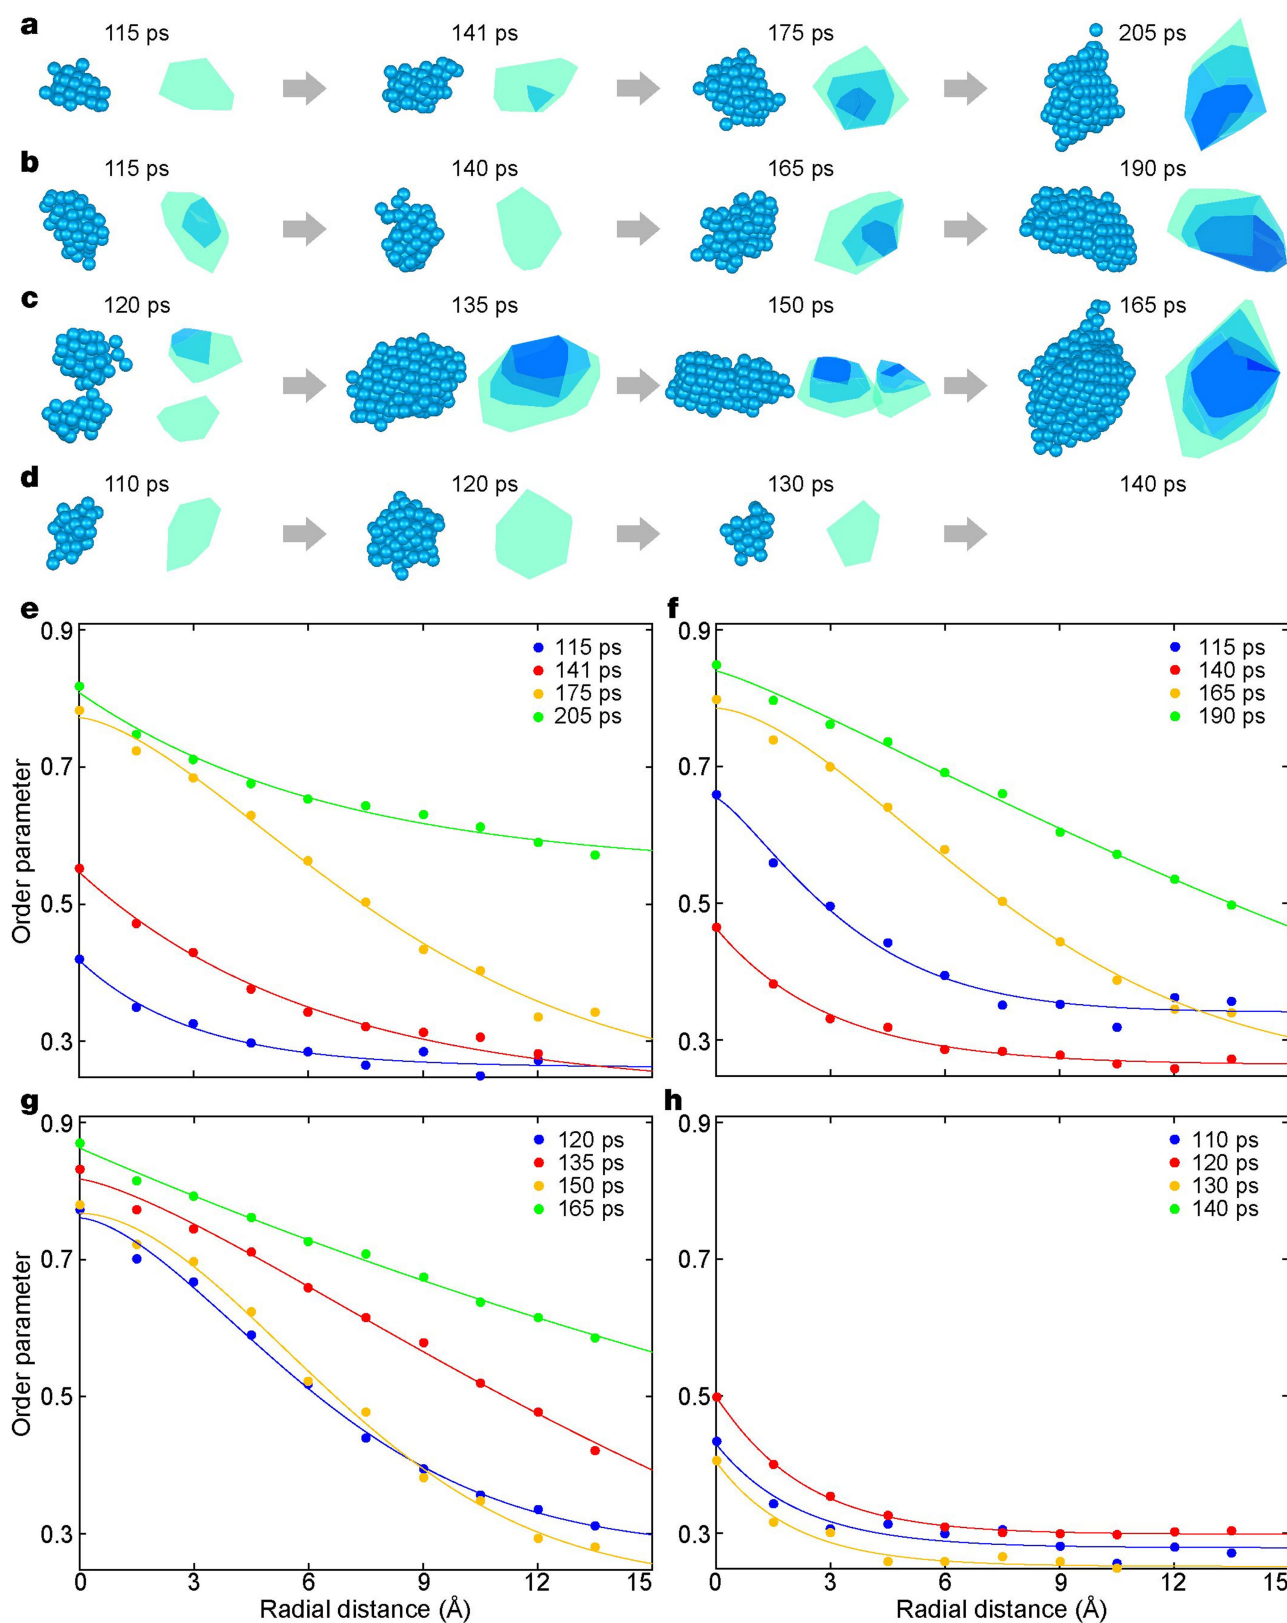 a
115 ps 141 ps 175 ps 205 ps
b
115 ps 140 ps 165 ps 190 ps
c
120 ps 135 ps 150 ps 165 ps
d
110 ps 120 ps 130 ps 140 ps
e
0.9
0.7
0.5
0.3
Order parameter
115 ps
141 ps
175 ps
205 ps
f
0.9
0.7
0.5
0.3
115 ps
140 ps
165 ps
190 ps
g
0.9
0.7
0.5
0.3
Order parameter
120 ps
135 ps
150 ps
165 ps
0 3 6 9 12 15
Radial distance (Å)
h
0.9
0.7
0.5
0.3
110 ps
120 ps
130 ps
140 ps
0 3 6 9 12 15
Radial distance (Å)